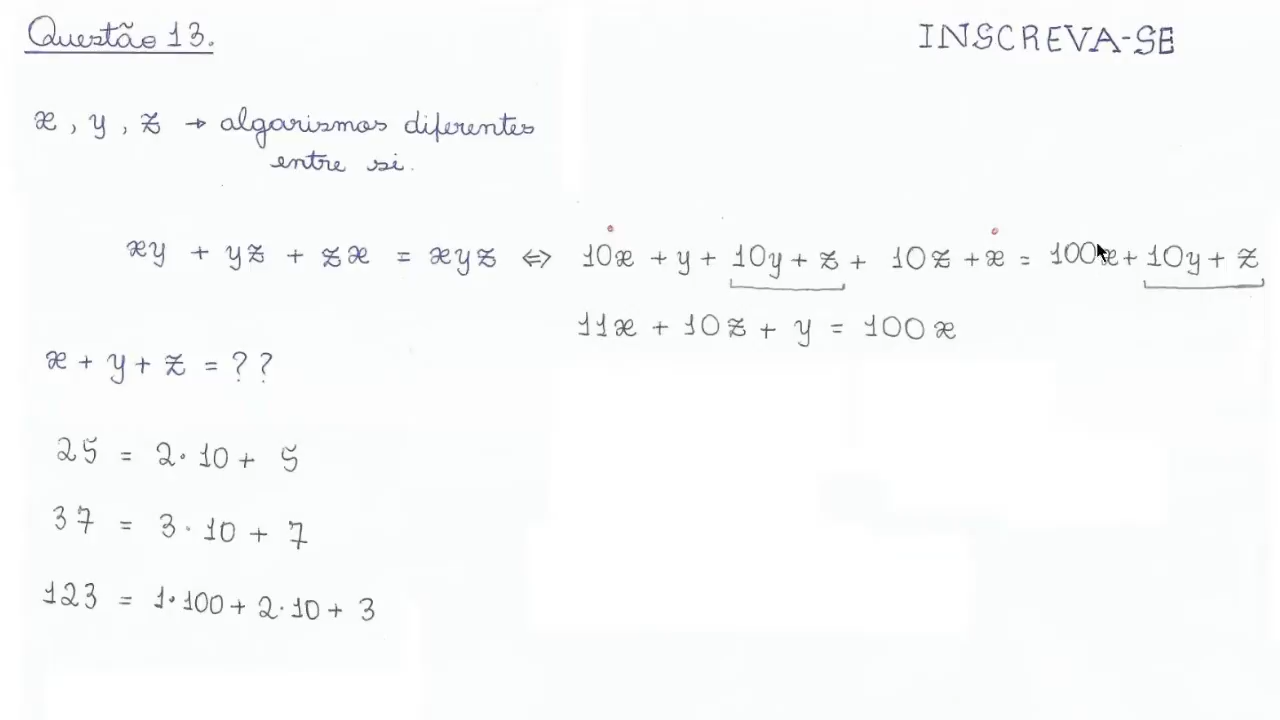 Questão 13.
INSCREVA-SE
x, y, z → algarismos diferentes
entre si.
xy + yz + zx = xyz ⇔ 10x + y + 10y + z + 10z + x = 100x + 10y + z
11x + 10z + y = 100x
x + y + z = ??
25 = 2·10 + 5
37 = 3·10 + 7
123 = 1·100 + 2·10 + 3